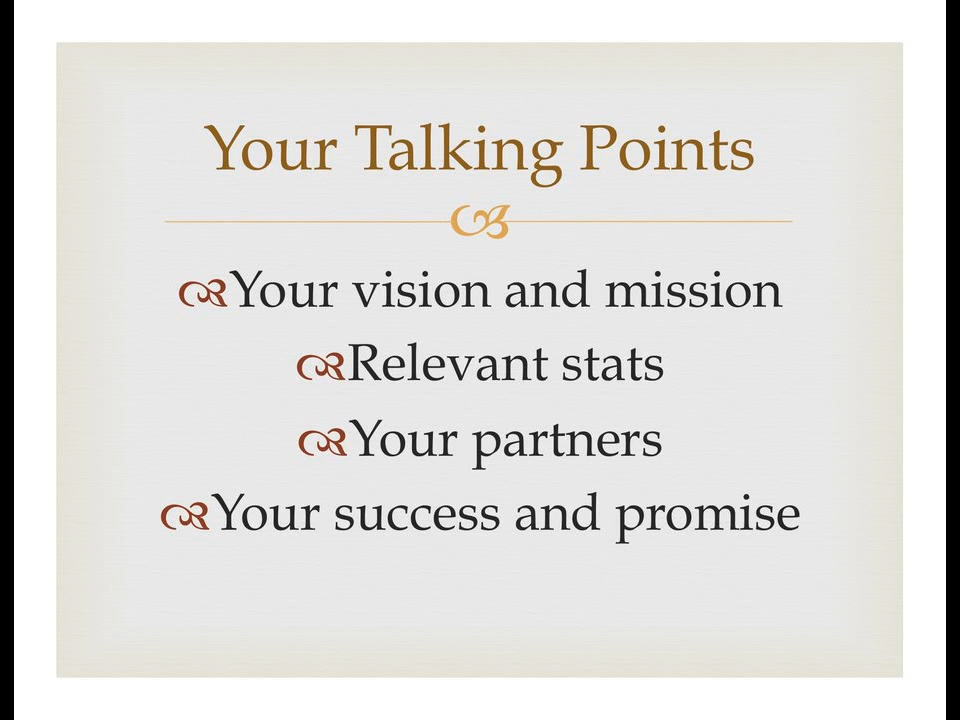 Your Talking Points
Your vision and mission
Relevant stats
Your partners
Your success and promise